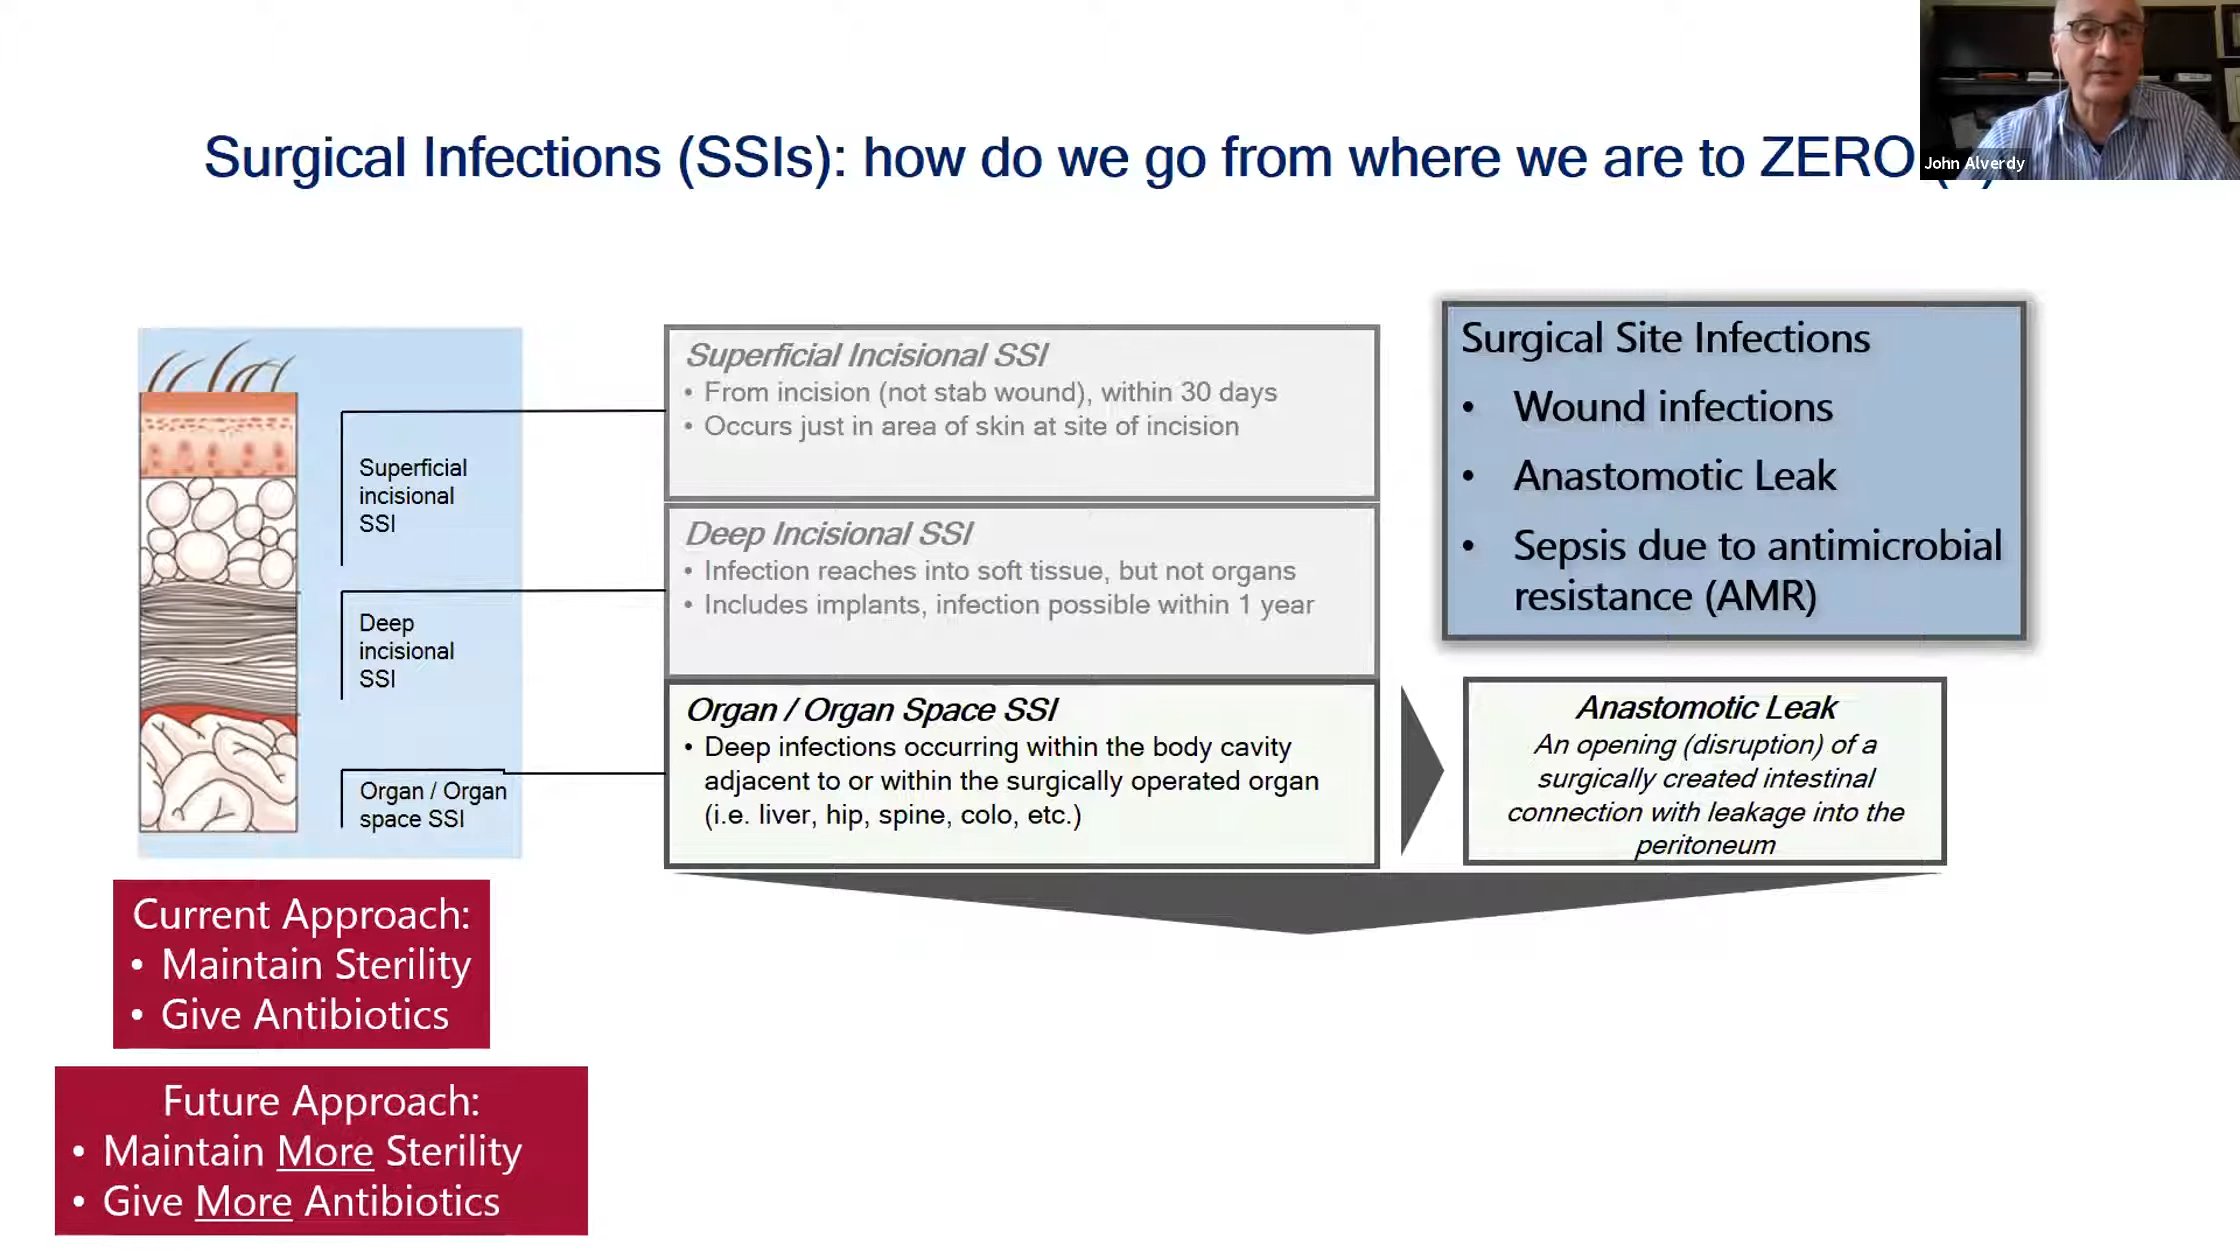 Surgical Infections (SSIs): how do we go from where we are to ZERO
John Alverdy
Superficial
incisional
SSI
Deep
incisional
SSI
Organ / Organ
space SSI
Superficial Incisional SSI
• From incision (not stab wound), within 30 days
• Occurs just in area of skin at site of incision
Deep Incisional SSI
• Infection reaches into soft tissue, but not organs
• Includes implants, infection possible within 1 year
Organ / Organ Space SSI
• Deep infections occurring within the body cavity
adjacent to or within the surgically operated organ
(i.e. liver, hip, spine, colo, etc.)
Surgical Site Infections
• Wound infections
• Anastomotic Leak
• Sepsis due to antimicrobial
resistance (AMR)
Anastomotic Leak
An opening (disruption) of a
surgically created intestinal
connection with leakage into the
peritoneum
Current Approach:
• Maintain Sterility
• Give Antibiotics
Future Approach:
• Maintain More Sterility
• Give More Antibiotics